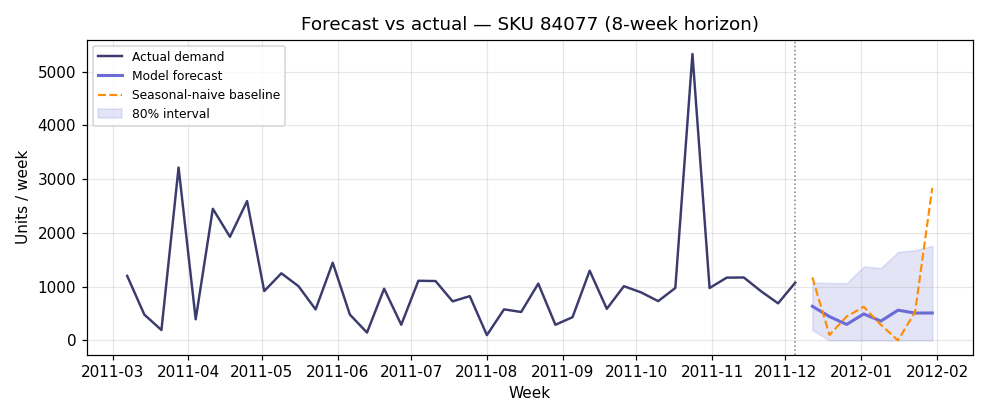 Forecast vs actual — SKU 84077 (8-week horizon)
Actual demand
Model forecast
Seasonal-naive baseline
80% interval
Units / week
5000
4000
3000
2000
1000
0
2011-03 2011-04 2011-05 2011-06 2011-07 2011-08 2011-09 2011-10 2011-11 2011-12 2012-01 2012-02
Week